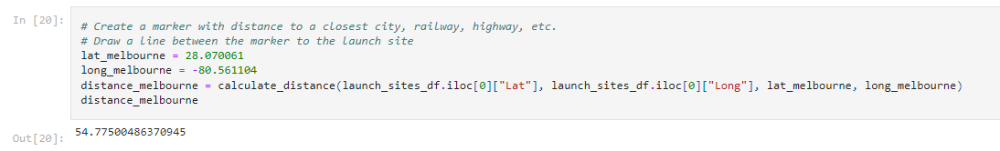 In [20]:
# Create a marker with distance to a closest city, railway, highway, etc.
# Draw a line between the marker to the launch site
lat_melbourne = 28.070061
long_melbourne = -80.561104
distance_melbourne = calculate_distance(launch_sites_df.iloc[0]["Lat"], launch_sites_df.iloc[0]["Long"], lat_melbourne, long_melbourne)
distance_melbourne
Out[20]:
54.77500486370945